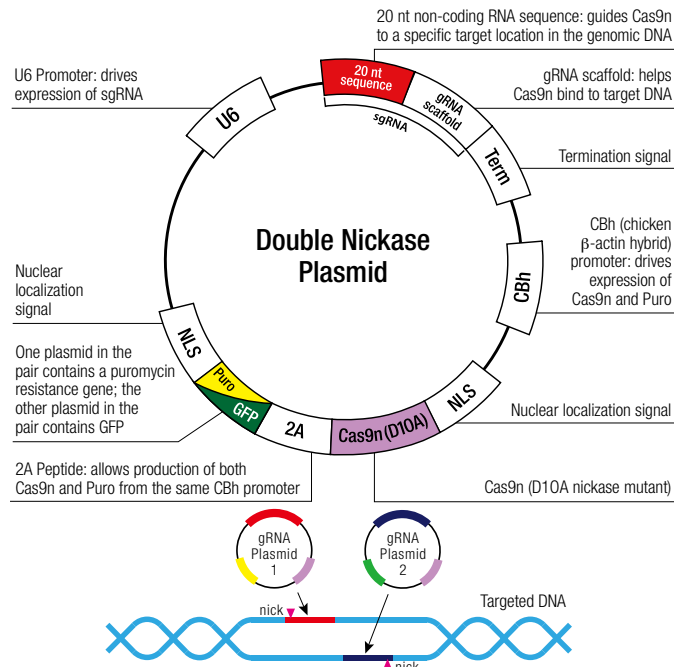 20 nt non-coding RNA sequence: guides Cas9n
to a specific target location in the genomic DNA
U6 Promoter: drives
expression of sgRNA
gRNA scaffold: helps
Cas9n bind to target DNA
20 nt
sequence
gRNA
scaffold
sgRNA
U6
Term
Termination signal
Double Nickase
Plasmid
CBh (chicken
β-actin hybrid)
promoter: drives
expression of
Cas9n and Puro
CBh
Nuclear
localization
signal
NLS
Puro
GFP
2A
Cas9n (D10A)
NLS
One plasmid in the
pair contains a puromycin
resistance gene; the
other plasmid in the
pair contains GFP
Nuclear localization signal
2A Peptide: allows production of both
Cas9n and Puro from the same CBh promoter
Cas9n (D10A nickase mutant)
gRNA
Plasmid
1
gRNA
Plasmid
2
Targeted DNA
nick
nick